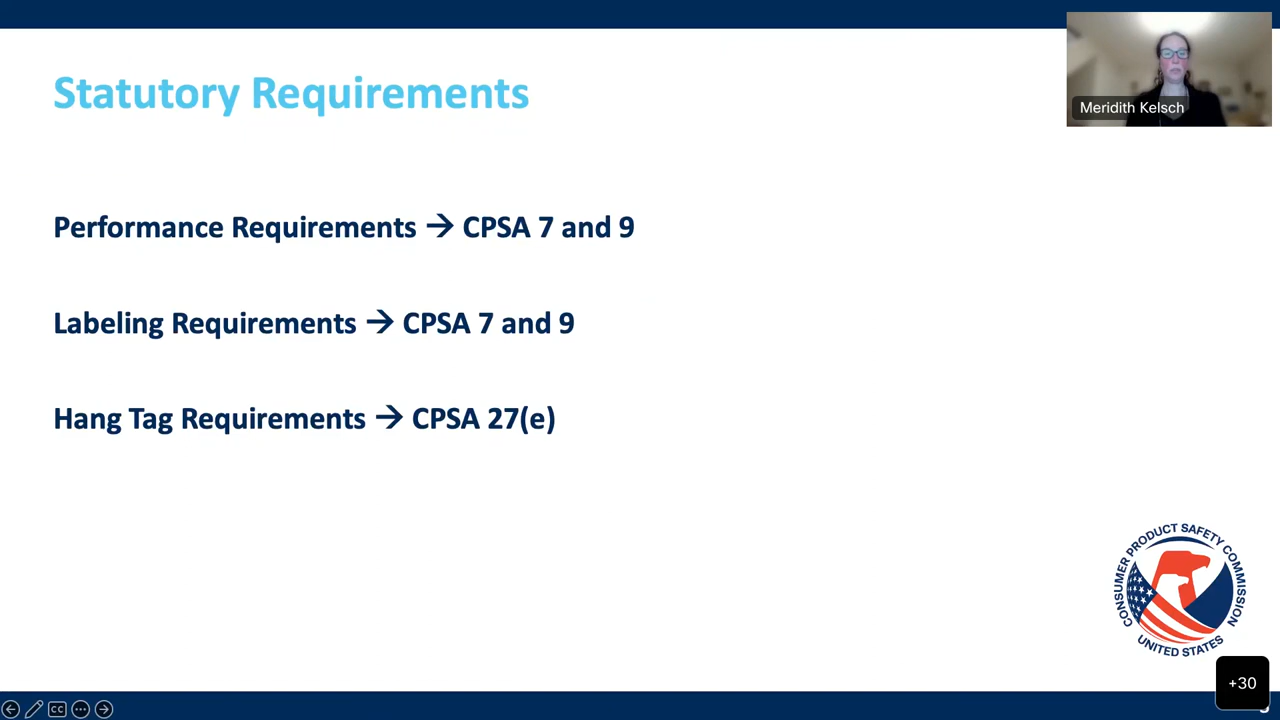 Statutory Requirements
Meridith Kelsch
Performance Requirements → CPSA 7 and 9
Labeling Requirements → CPSA 7 and 9
Hang Tag Requirements → CPSA 27(e)
CONSUMER PRODUCT SAFETY COMMISSION
UNITED STATES
+30
CC